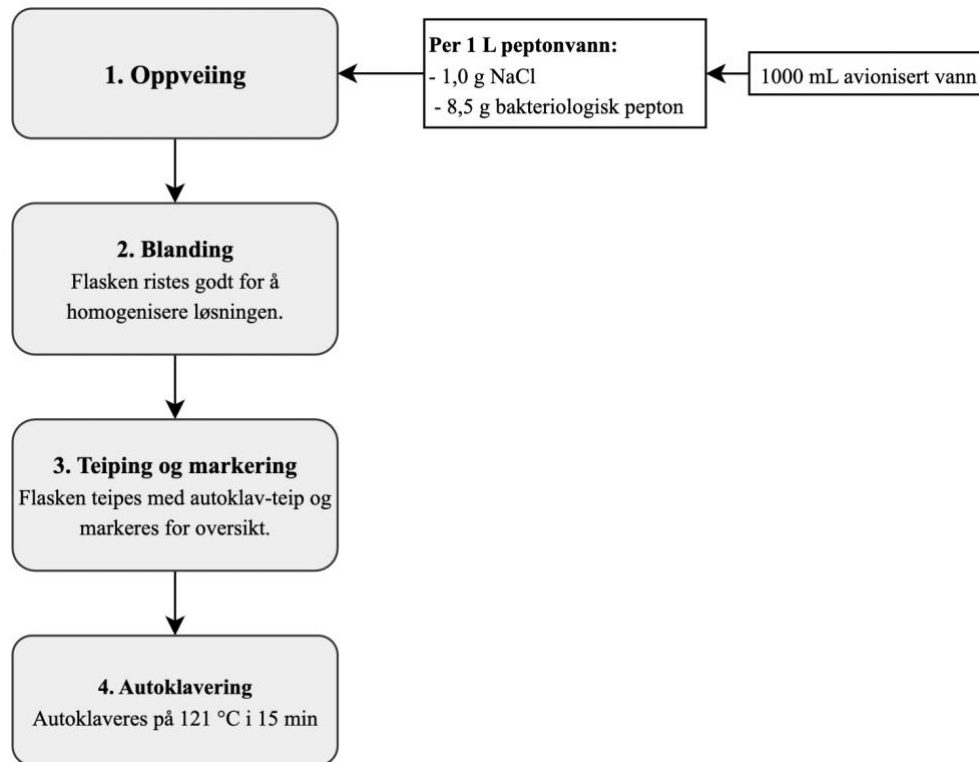 1. Oppveiing
Per 1 L peptonvann:
- 1,0 g NaCl
- 8,5 g bakteriologisk pepton
1000 mL avionisert vann
2. Blanding
Flasken ristes godt for å
homogenisere løsningen.
3. Teiping og markering
Flasken teipes med autoklav-teip og
markeres for oversikt.
4. Autoklavering
Autoklaveres på 121 °C i 15 min